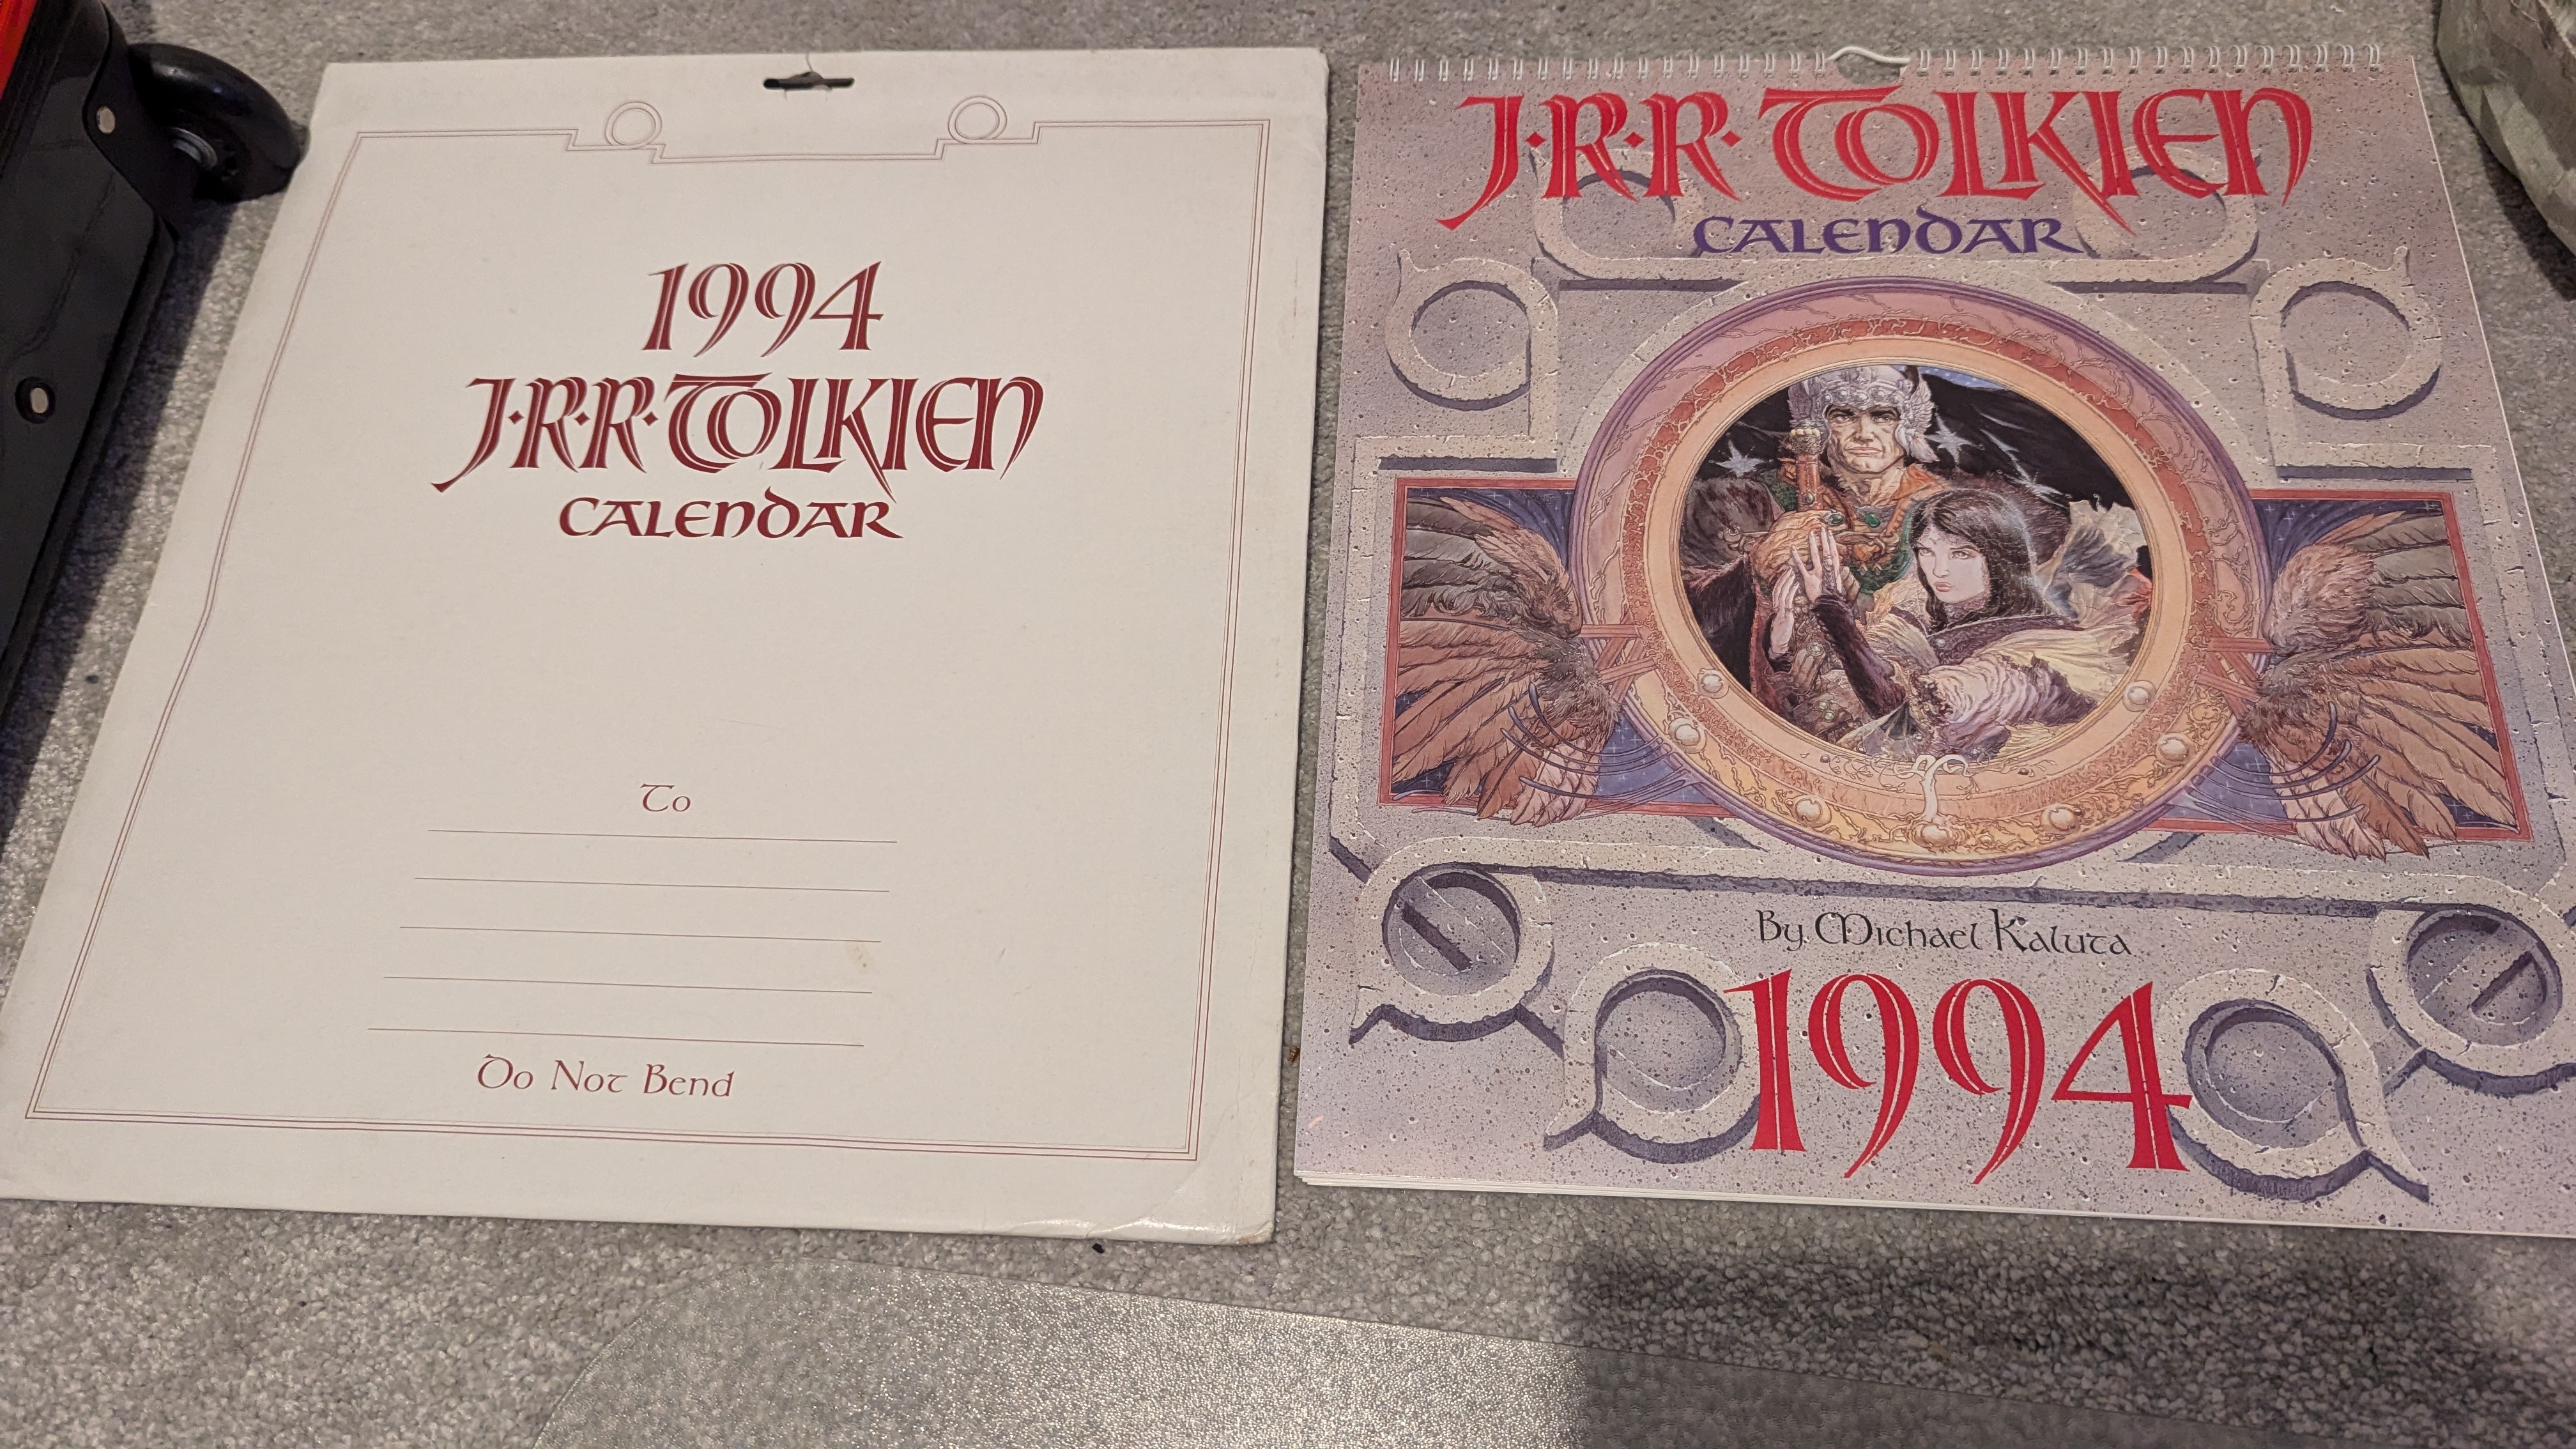 1994
J·R·R·TOLKIEN
CALENDAR
To
Do Not Bend
J·R·R·TOLKIEN
CALENDAR
By Michael Kaluta
1994